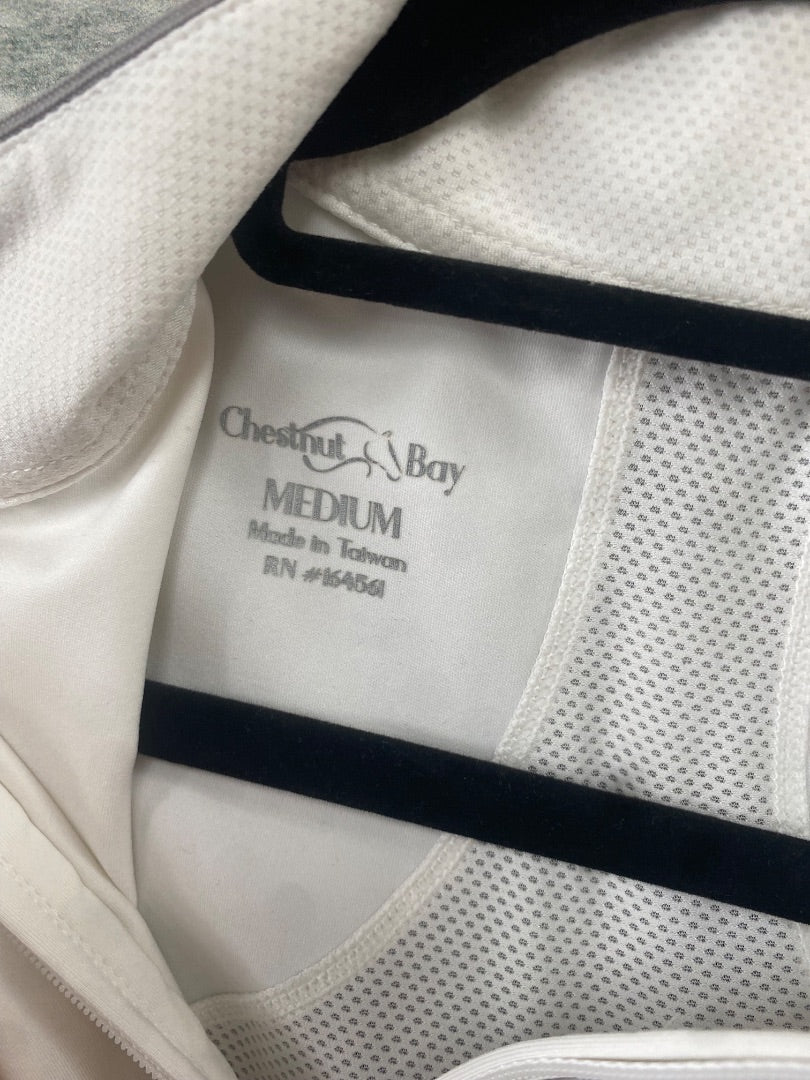 Chestnut Bay
MEDIUM
Made in Taiwan
RN #164561